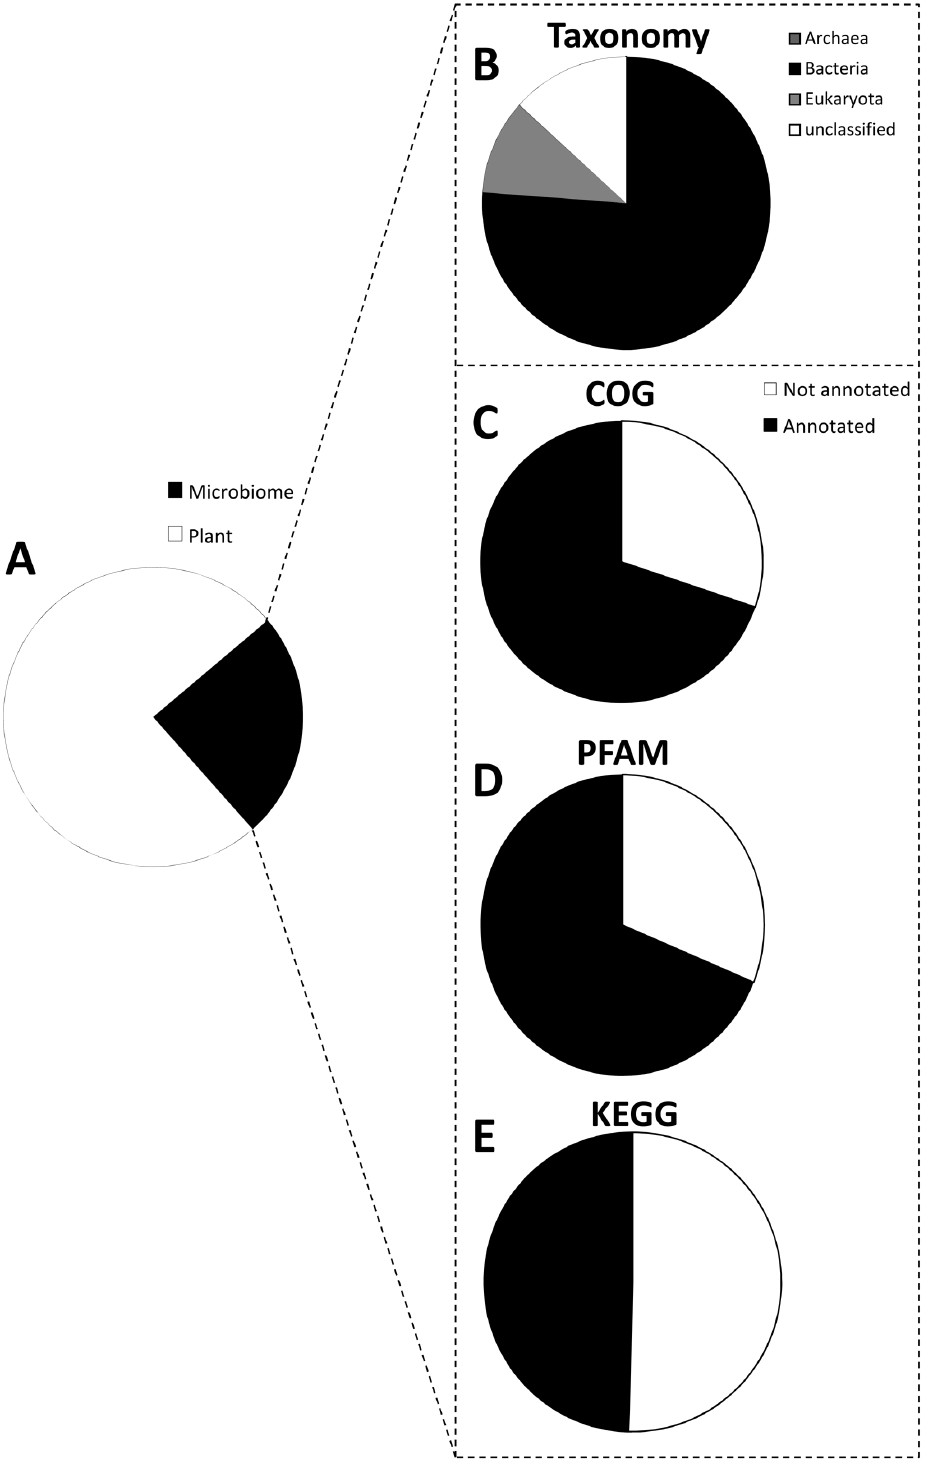 Taxonomy
B
Archaea
Bacteria
Eukaryota
unclassified
COG
C
Not annotated
Annotated
Microbiome
Plant
A
PFAM
D
KEGG
E